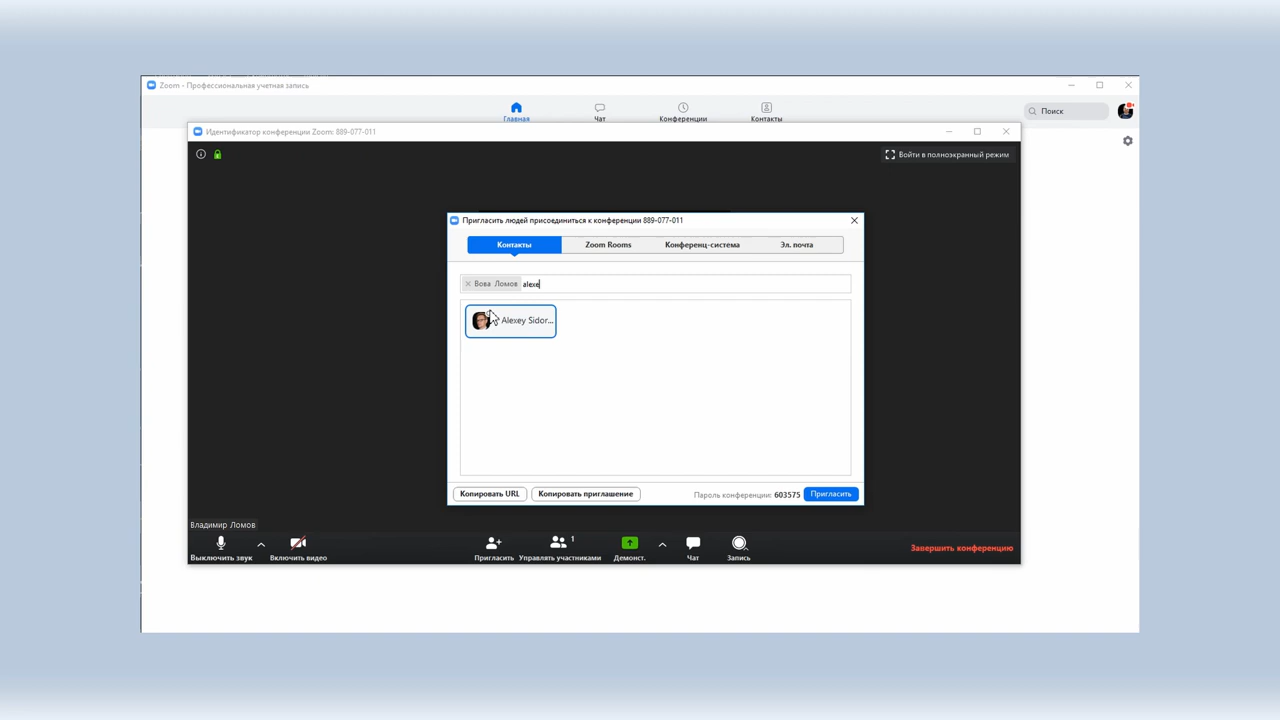 Zoom - Профессиональная учетная запись
Главная
Чат
Конференции
Контакты
Поиск
Идентификатор конференции Zoom: 889-077-011
Войти в полноэкранный режим
Пригласить людей присоединиться к конференции 889-077-011
Контакты
Zoom Rooms
Конференц-система
Эл. почта
Вова Ломов alexe
Alexey Sidor...
Копировать URL
Копировать приглашение
Пароль конференции: 603575
Пригласить
Владимир Ломов
Выключить звук
Включить видео
Пригласить
1
Управлять участниками
Демонст.
Чат
Запись
Завершить конференцию